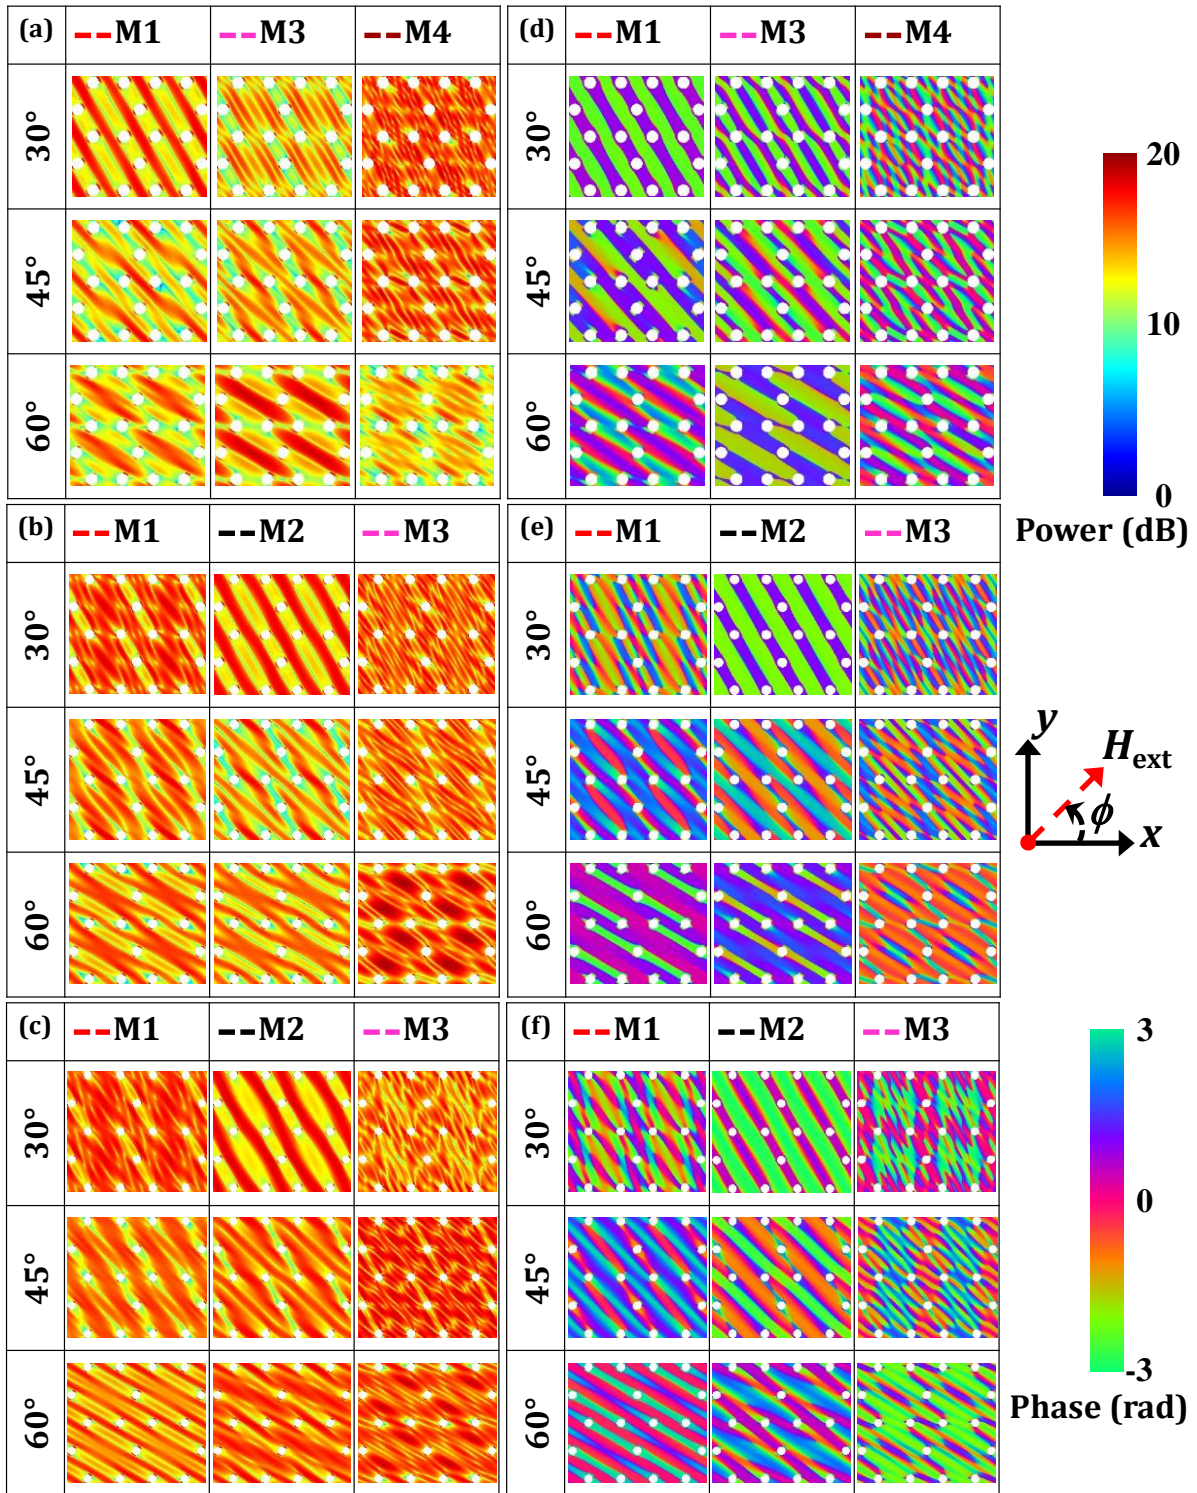 (a) M1 M3 M4
30°
45°
60°
(d) M1 M3 M4
30°
45°
60°
20
10
0
Power (dB)
(b) M1 M2 M3
30°
45°
60°
(e) M1 M2 M3
30°
45°
60°
y
Hext
ϕ
x
(c) M1 M2 M3
30°
45°
60°
(f) M1 M2 M3
30°
45°
60°
3
0
-3
Phase (rad)